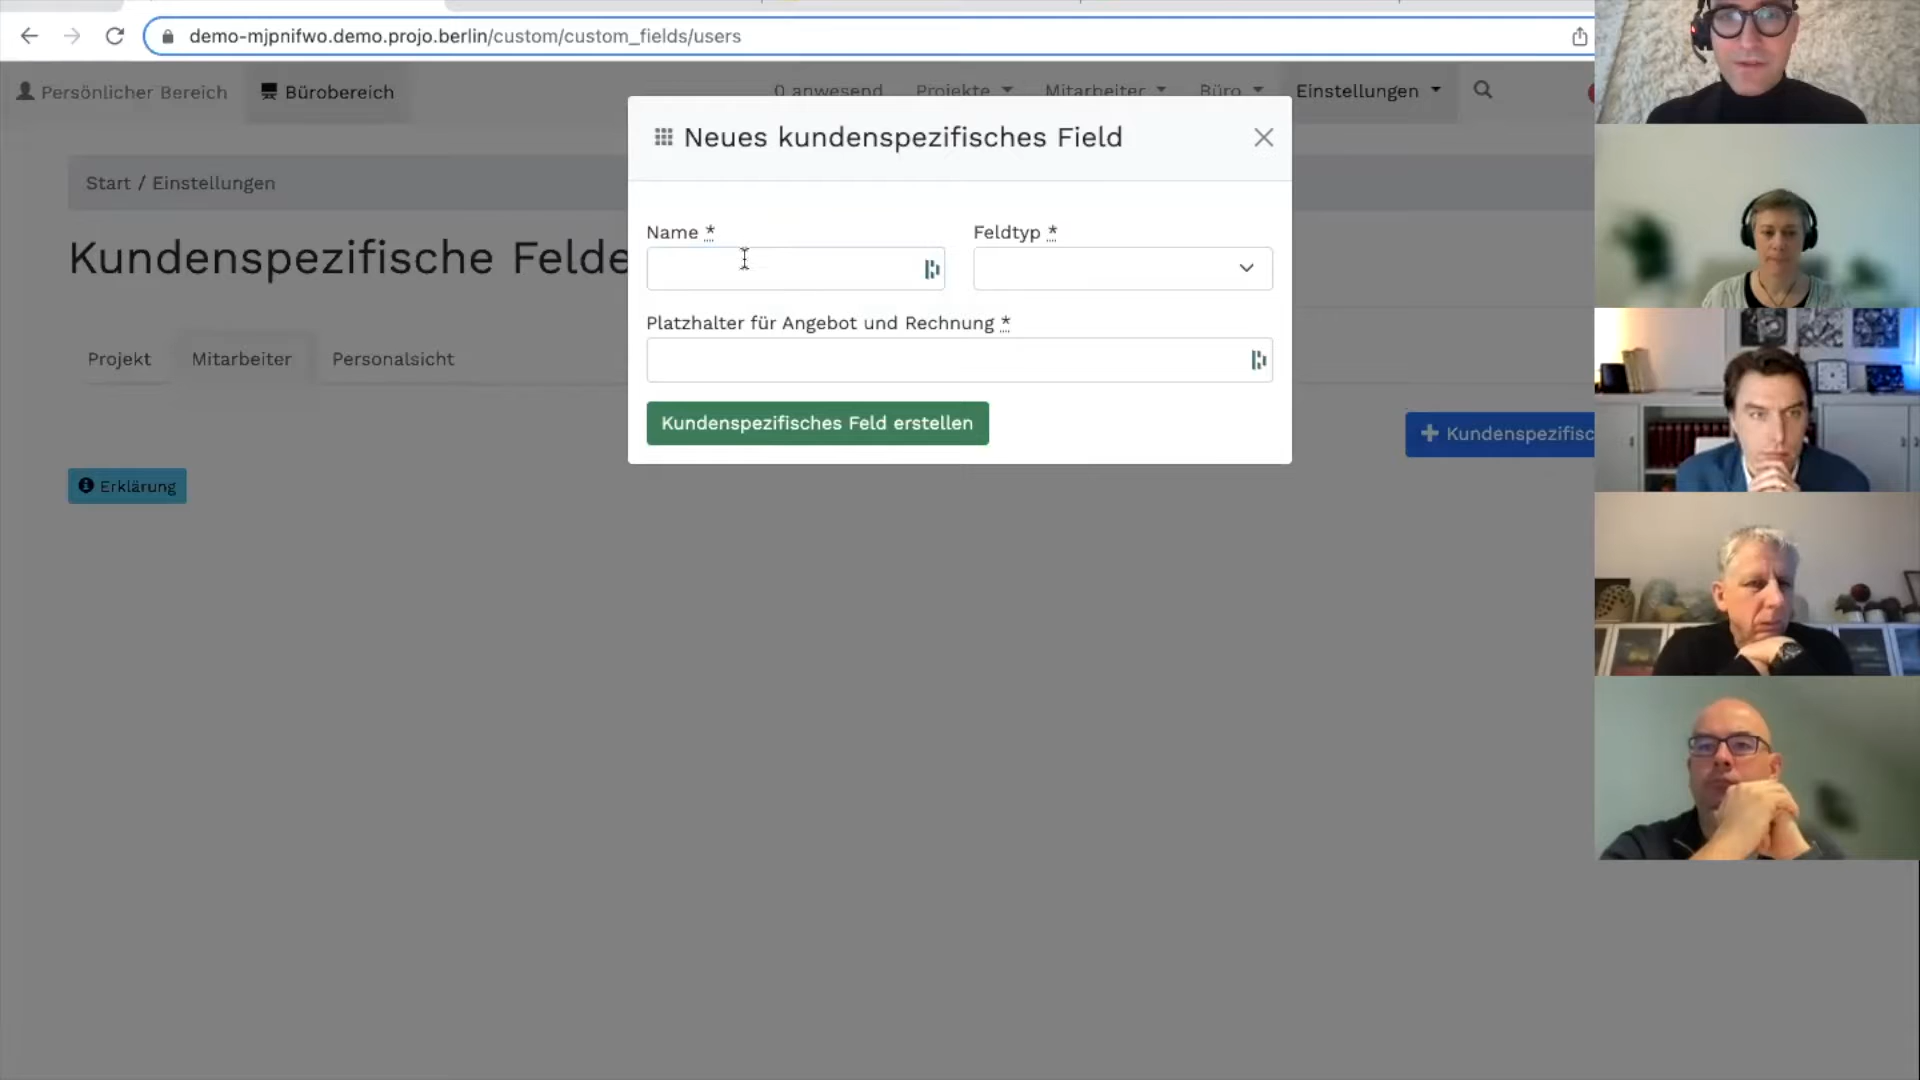 demo-mjpnifwo.demo.projo.berlin/custom/custom_fields/users
Persönlicher Bereich
Bürobereich
0 anwesend
Projekte
Mitarbeiter
Büro
Einstellungen
Neues kundenspezifisches Field
Start / Einstellungen
Name *
Feldtyp *
Kundenspezifische Felde
Platzhalter für Angebot und Rechnung *
Projekt
Mitarbeiter
Personalsicht
Kundenspezifisches Feld erstellen
Kundenspezifisc
Erklärung